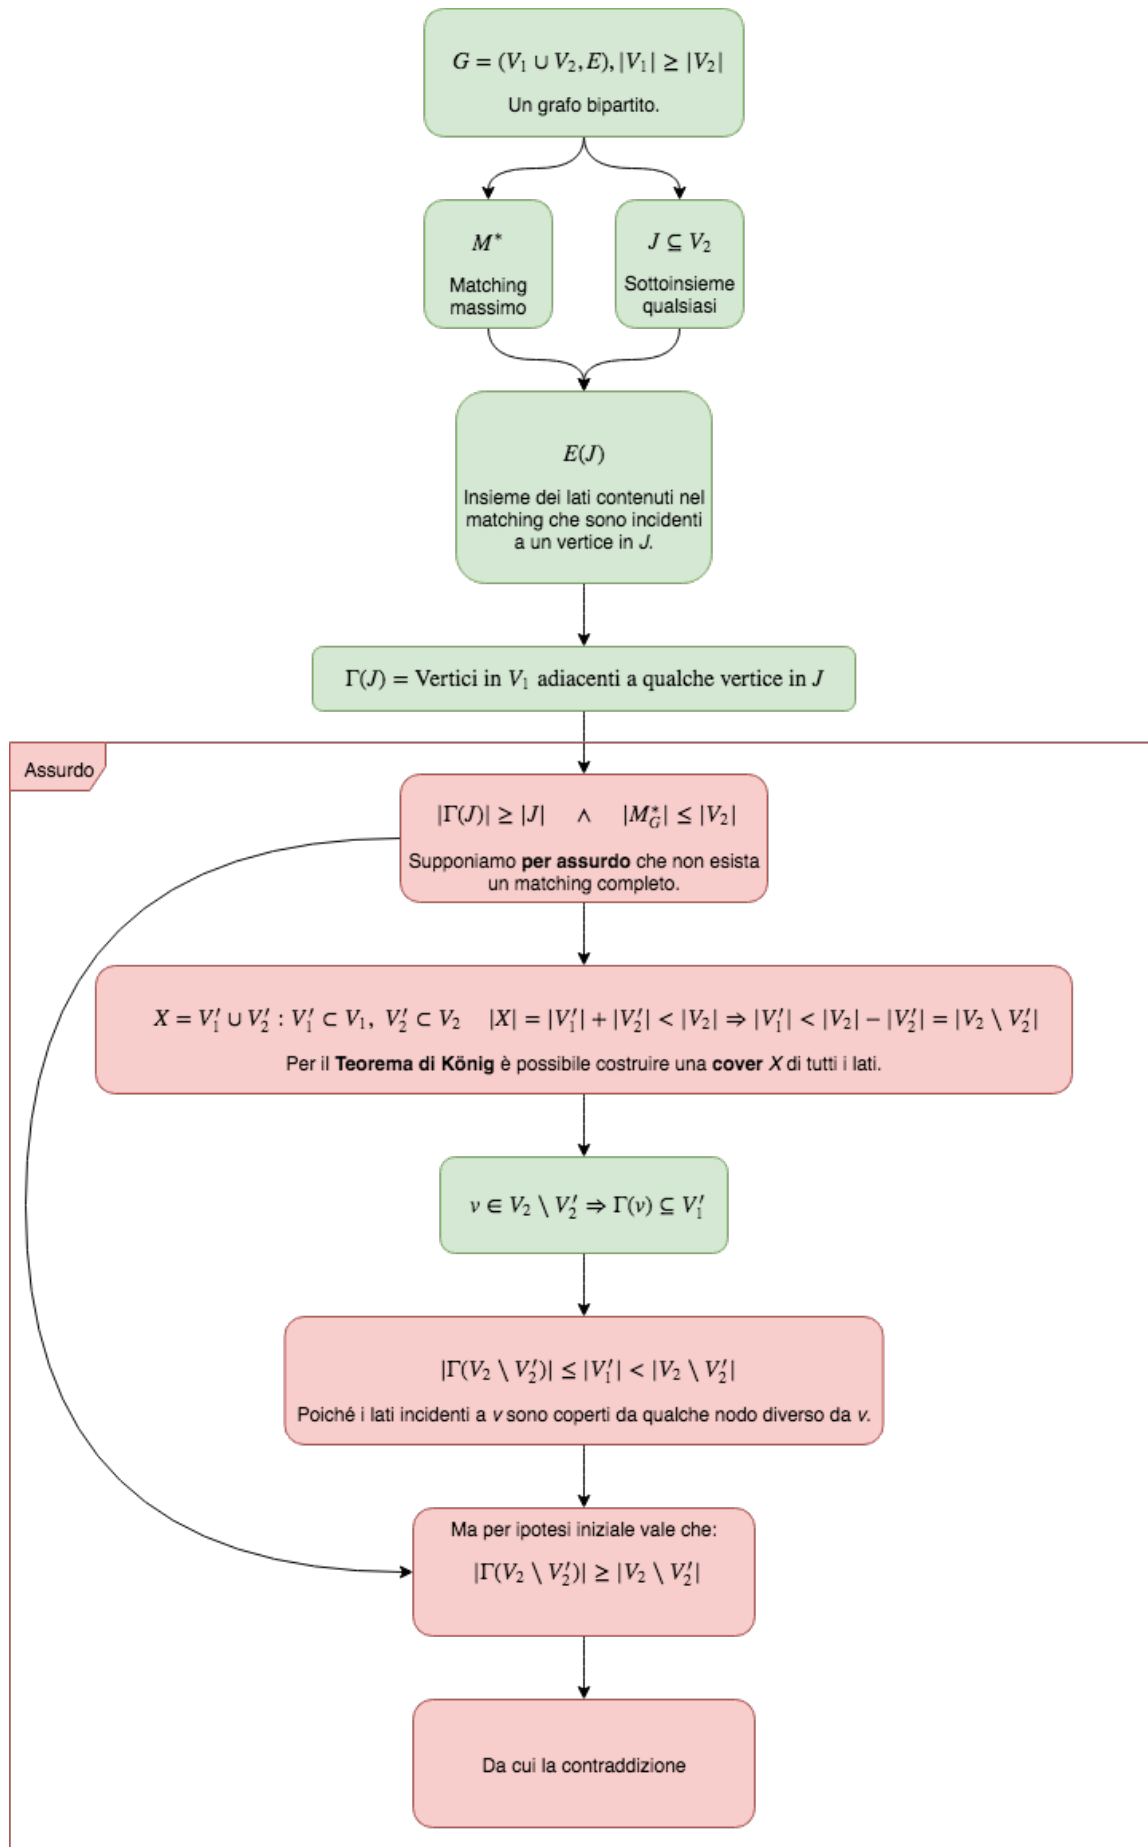 G = (V₁ ∪ V₂, E), |V₁| ≥ |V₂|
Un grafo bipartito.
M*
Matching
massimo
J ⊆ V₂
Sottoinsieme
qualsiasi
E(J)
Insieme dei lati contenuti nel
matching che sono incidenti
a un vertice in J.
Γ(J) = Vertici in V₁ adiacenti a qualche vertice in J
Assurdo
|Γ(J)| ≥ |J| ∧ |M*_G| ≤ |V₂|
Supponiamo per assurdo che non esista
un matching completo.
X = V₁′ ∪ V₂′ : V₁′ ⊂ V₁, V₂′ ⊂ V₂ |X| = |V₁′| + |V₂′| < |V₂| ⇒ |V₁′| < |V₂| − |V₂′| = |V₂ \ V₂′|
Per il Teorema di König è possibile costruire una cover X di tutti i lati.
v ∈ V₂ \ V₂′ ⇒ Γ(v) ⊆ V₁′
|Γ(V₂ \ V₂′)| ≤ |V₁′| < |V₂ \ V₂′|
Poiché i lati incidenti a v sono coperti da qualche nodo diverso da v.
Ma per ipotesi iniziale vale che:
|Γ(V₂ \ V₂′)| ≥ |V₂ \ V₂′|
Da cui la contraddizione